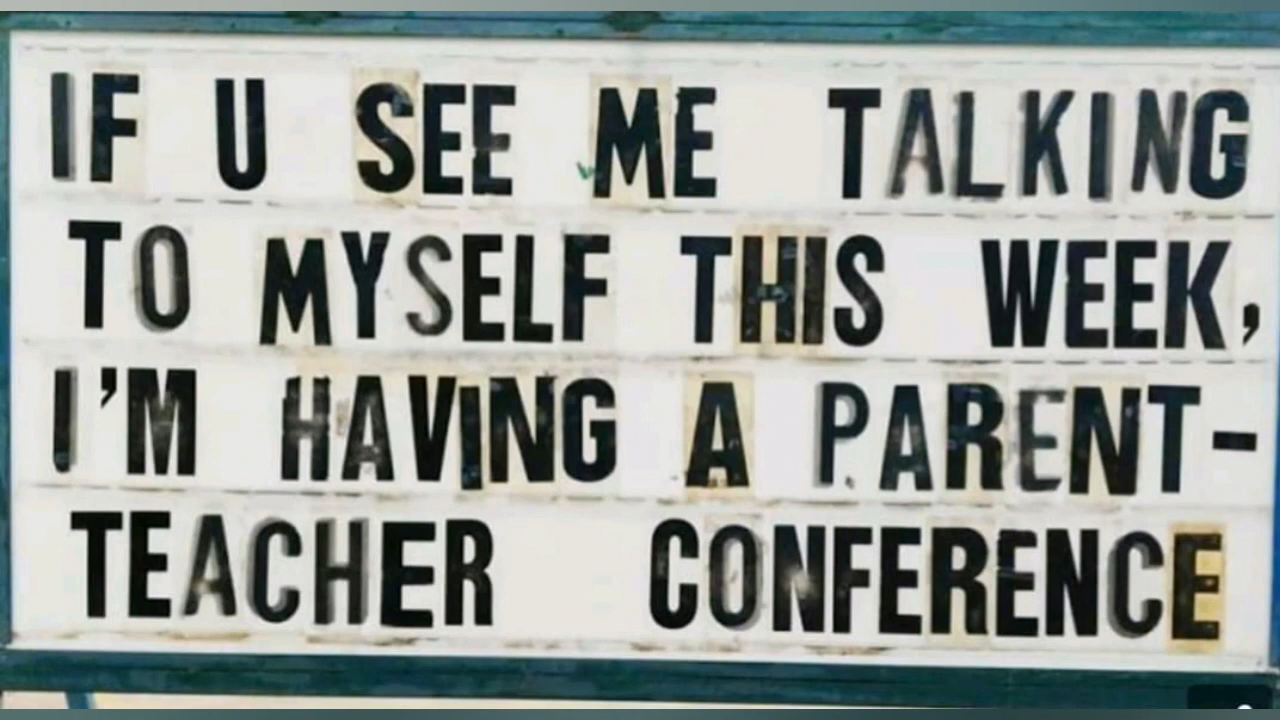 IF U SEE ME TALKING
TO MYSELF THIS WEEK,
I'M HAVING A PARENT-
TEACHER CONFERENCE